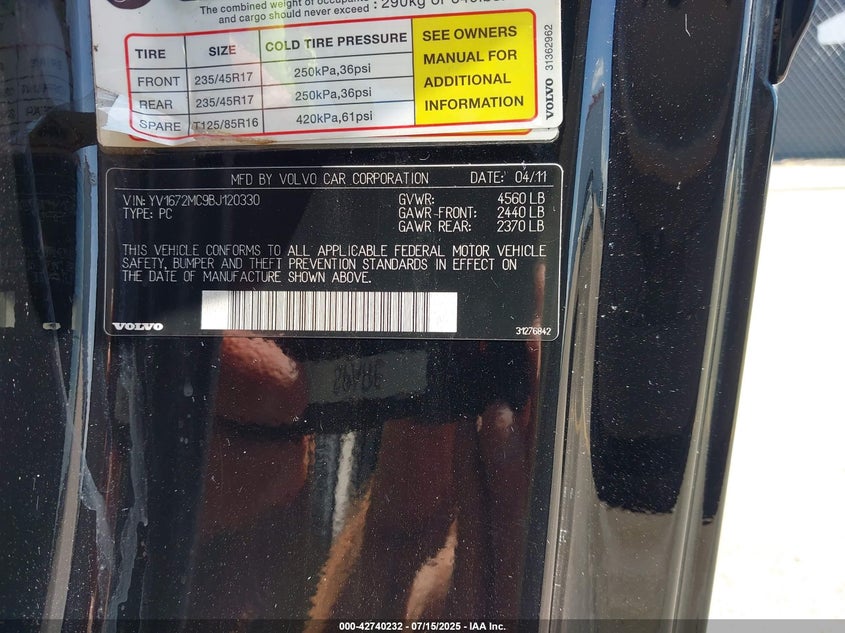 The combined weight of occupants
and cargo should never exceed : 290kg or
TIRE SIZE COLD TIRE PRESSURE
FRONT 235/45R17 250kPa,36psi
REAR 235/45R17 250kPa,36psi
SPARE T125/85R16 420kPa,61psi
SEE OWNERS
MANUAL FOR
ADDITIONAL
INFORMATION
VOLVO 31362962
MFD BY VOLVO CAR CORPORATION DATE: 04/11
VIN: YV1672MC9BJ120330 GVWR: 4560 LB
TYPE: PC GAWR-FRONT: 2440 LB
GAWR REAR: 2370 LB
THIS VEHICLE CONFORMS TO ALL APPLICABLE FEDERAL MOTOR VEHICLE
SAFETY, BUMPER AND THEFT PREVENTION STANDARDS IN EFFECT ON
THE DATE OF MANUFACTURE SHOWN ABOVE.
VOLVO 31276842
000-42740232 - 07/15/2025 - IAA Inc.